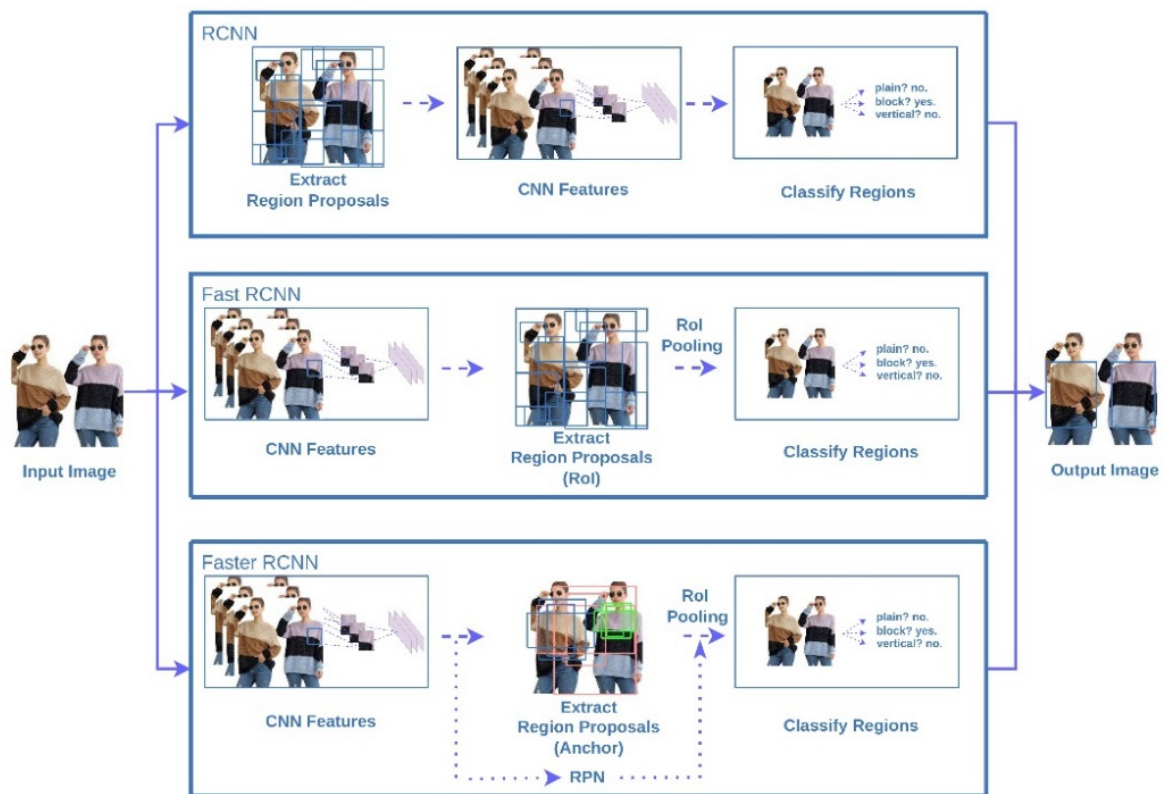 RCNN
plain? no.
block? yes.
vertical? no.
Extract
Region Proposals
CNN Features
Classify Regions
Fast RCNN
RoI
Pooling
plain? no.
block? yes.
vertical? no.
CNN Features
Extract
Region Proposals
(RoI)
Classify Regions
Input Image
Output Image
Faster RCNN
RoI
Pooling
plain? no.
block? yes.
vertical? no.
CNN Features
Extract
Region Proposals
(Anchor)
Classify Regions
RPN